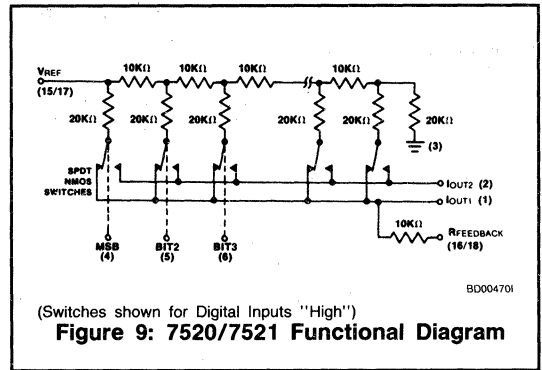 10KΩ 10KΩ 10KΩ 10KΩ
VREF
(15/17)
20KΩ 20KΩ 20KΩ 20KΩ 20KΩ 20KΩ
(3)
SPDT
NMOS
SWITCHES
IOUT2 (2)
IOUT1 (1)
10KΩ
RFEEDBACK
(16/18)
MSB BIT2 BIT3
(4) (5) (6)
BD00470I
(Switches shown for Digital Inputs "High")
Figure 9: 7520/7521 Functional Diagram